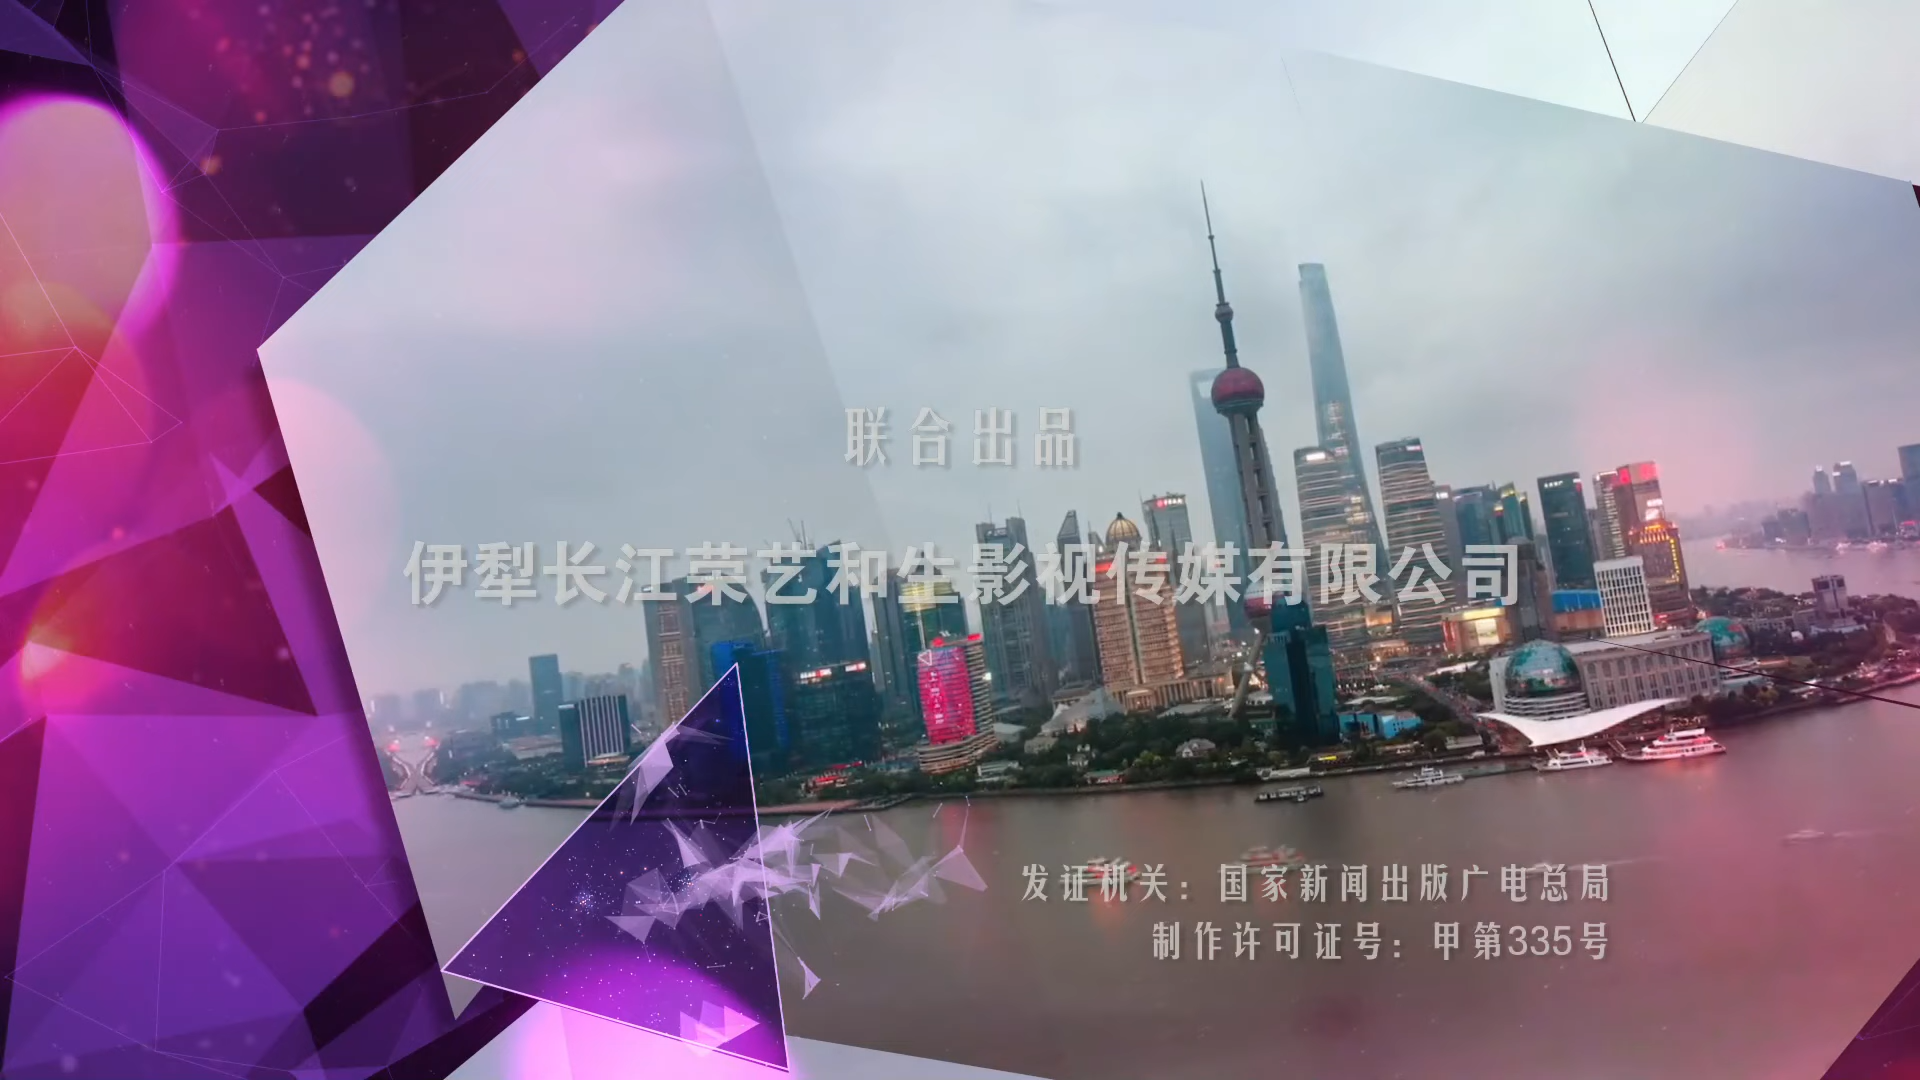 联合出品
伊犁长江荣艺和生影视传媒有限公司
发证机关：国家新闻出版广电总局
制作许可证号：甲第335号